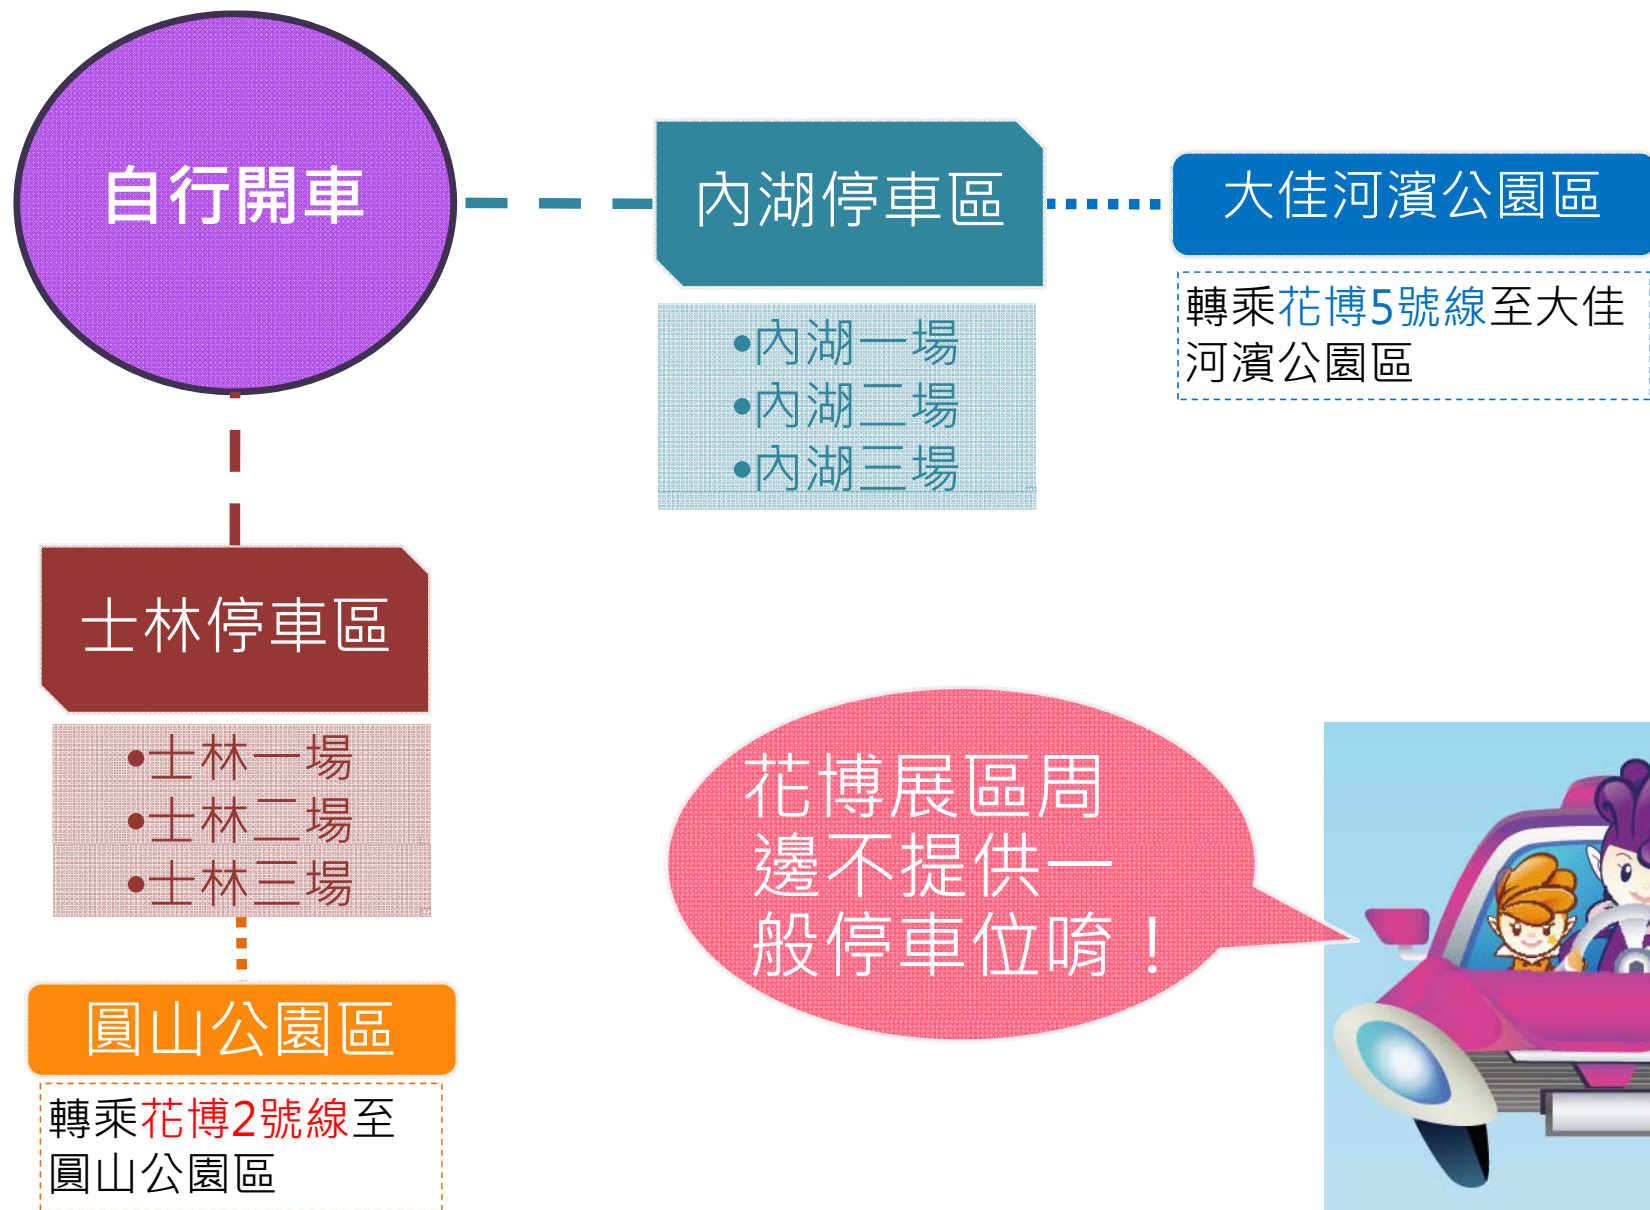 自行開車
內湖停車區
•內湖一場
•內湖二場
•內湖三場
大佳河濱公園區
轉乘花博5號線至大佳
河濱公園區
士林停車區
•士林一場
•士林二場
•士林三場
圓山公園區
轉乘花博2號線至
圓山公園區
花博展區周
邊不提供一
般停車位唷！